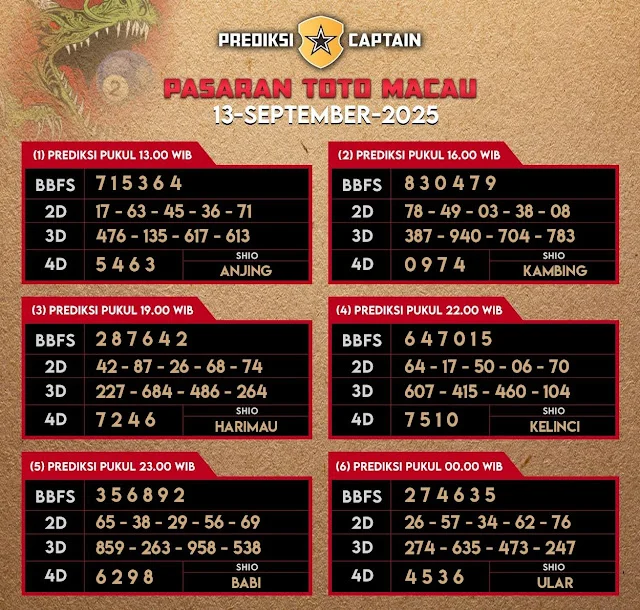 PREDIKSI CAPTAIN
PASARAN TOTO MACAU
13-SEPTEMBER-2025
(1) PREDIKSI PUKUL 13.00 WIB
BBFS 7 1 5 3 6 4
2D 17 - 63 - 45 - 36 - 71
3D 476 - 135 - 617 - 613
4D 5 4 6 3 SHIO ANJING
(2) PREDIKSI PUKUL 16.00 WIB
BBFS 8 3 0 4 7 9
2D 78 - 49 - 03 - 38 - 08
3D 387 - 940 - 704 - 783
4D 0 9 7 4 SHIO KAMBING
(3) PREDIKSI PUKUL 19.00 WIB
BBFS 2 8 7 6 4 2
2D 42 - 87 - 26 - 68 - 74
3D 227 - 684 - 486 - 264
4D 7 2 4 6 SHIO HARIMAU
(4) PREDIKSI PUKUL 22.00 WIB
BBFS 6 4 7 0 1 5
2D 64 - 17 - 50 - 06 - 70
3D 607 - 415 - 460 - 104
4D 7 5 1 0 SHIO KELINCI
(5) PREDIKSI PUKUL 23.00 WIB
BBFS 3 5 6 8 9 2
2D 65 - 38 - 29 - 56 - 69
3D 859 - 263 - 958 - 538
4D 6 2 9 8 SHIO BABI
(6) PREDIKSI PUKUL 00.00 WIB
BBFS 2 7 4 6 3 5
2D 26 - 57 - 34 - 62 - 76
3D 274 - 635 - 473 - 247
4D 4 5 3 6 SHIO ULAR
2